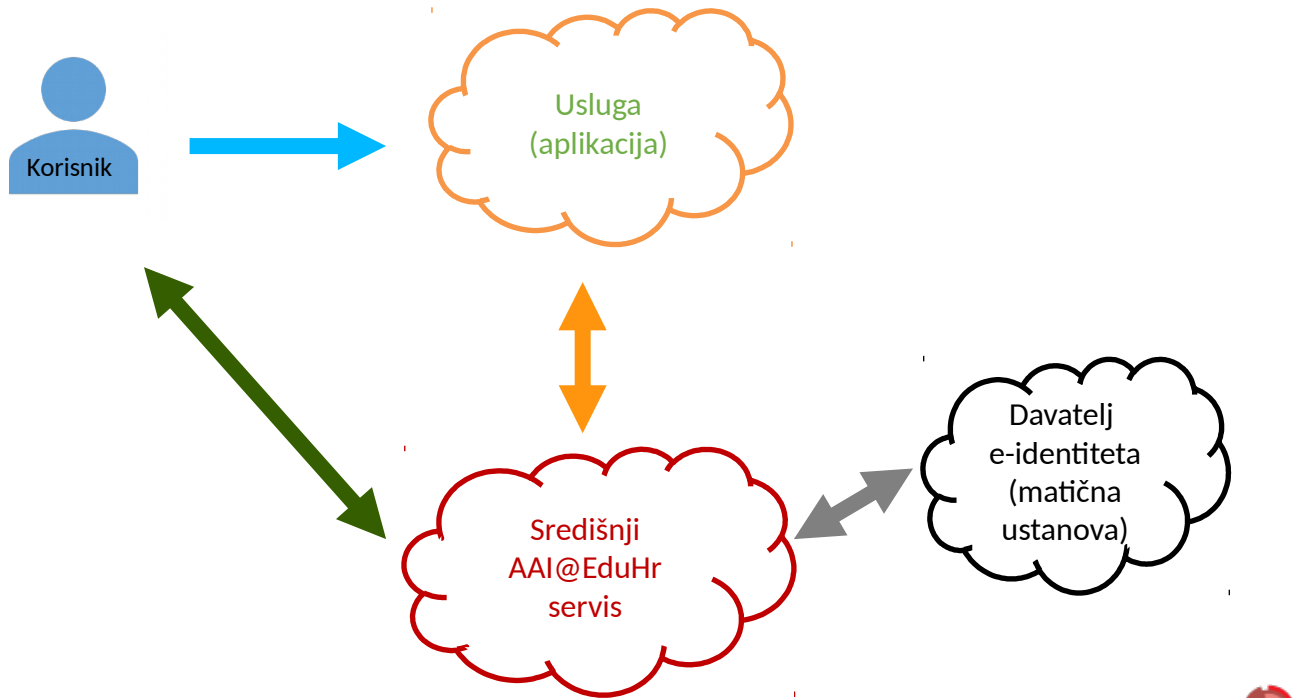 Korisnik
Usluga
(aplikacija)
Središnji
AAI@EduHr
servis
Davatelj
e-identiteta
(matična
ustanova)